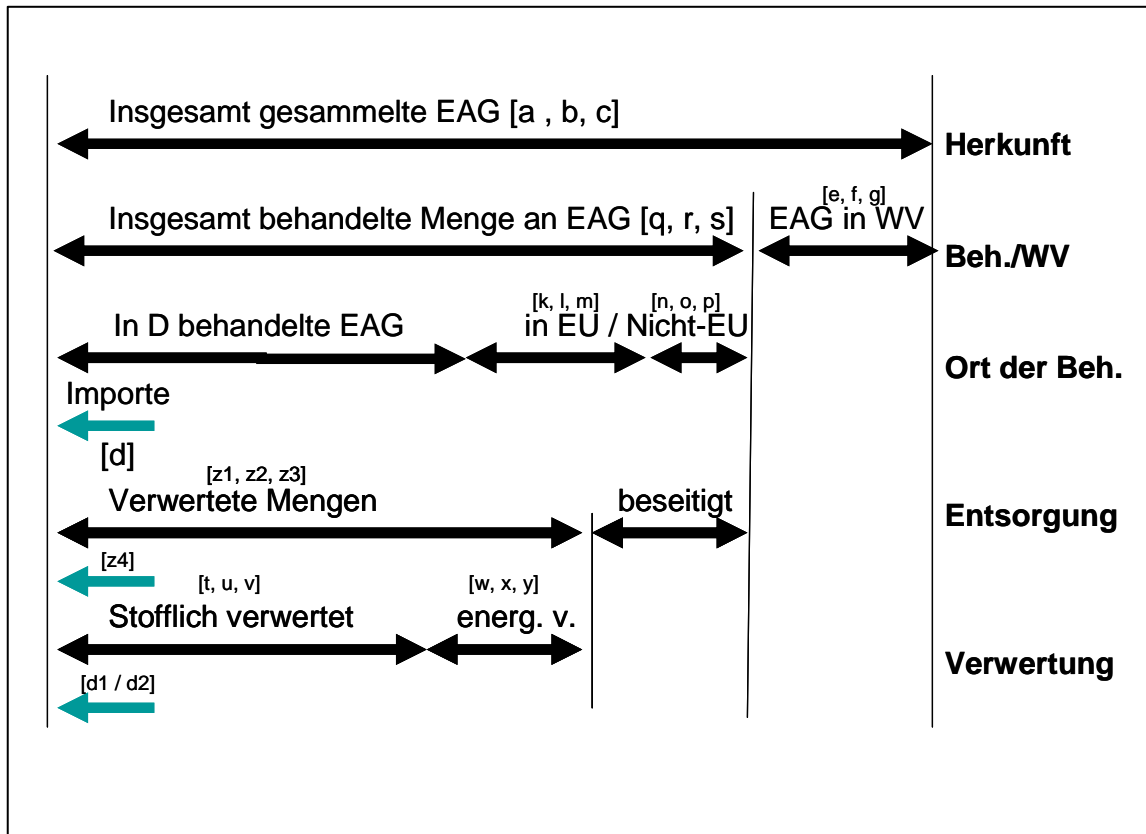 Insgesamt gesammelte EAG [a , b, c]
Herkunft
[e, f, g]
Insgesamt behandelte Menge an EAG [q, r, s] EAG in WV
Beh./WV
[k, l, m] [n, o, p]
In D behandelte EAG in EU / Nicht-EU
Ort der Beh.
Importe
[d]
[z1, z2, z3]
Verwertete Mengen beseitigt
Entsorgung
[z4]
[t, u, v] [w, x, y]
Stofflich verwertet energ. v.
Verwertung
[d1 / d2]